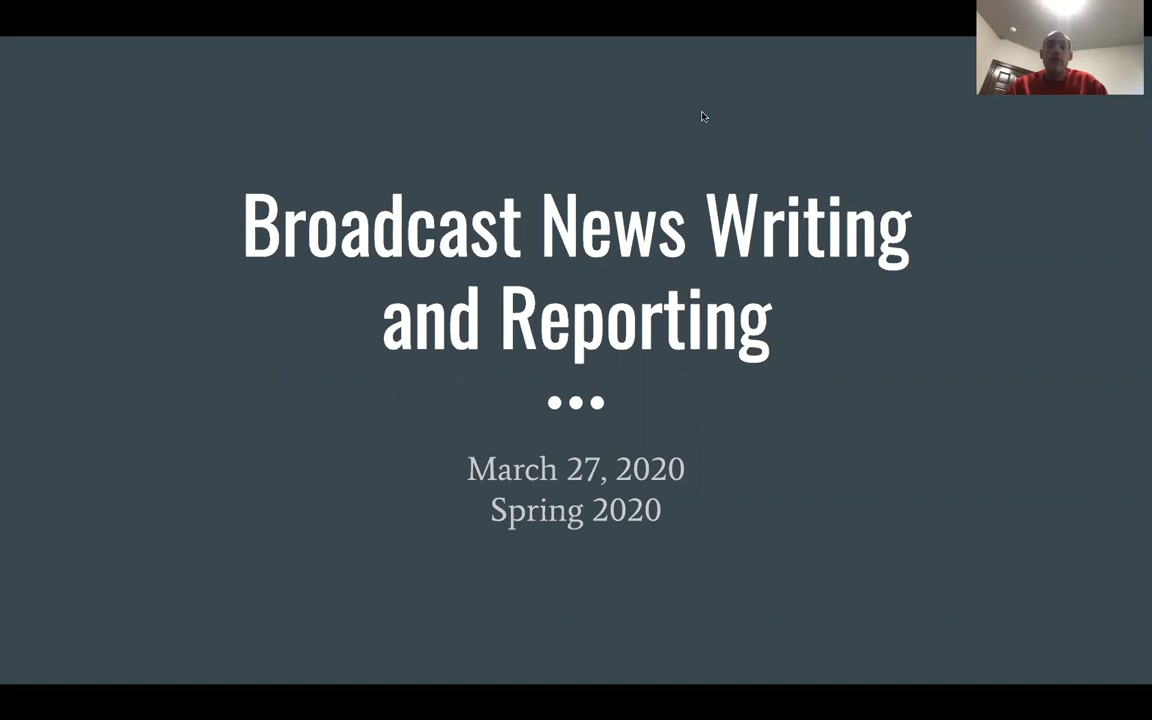 Broadcast News Writing
and Reporting
March 27, 2020
Spring 2020